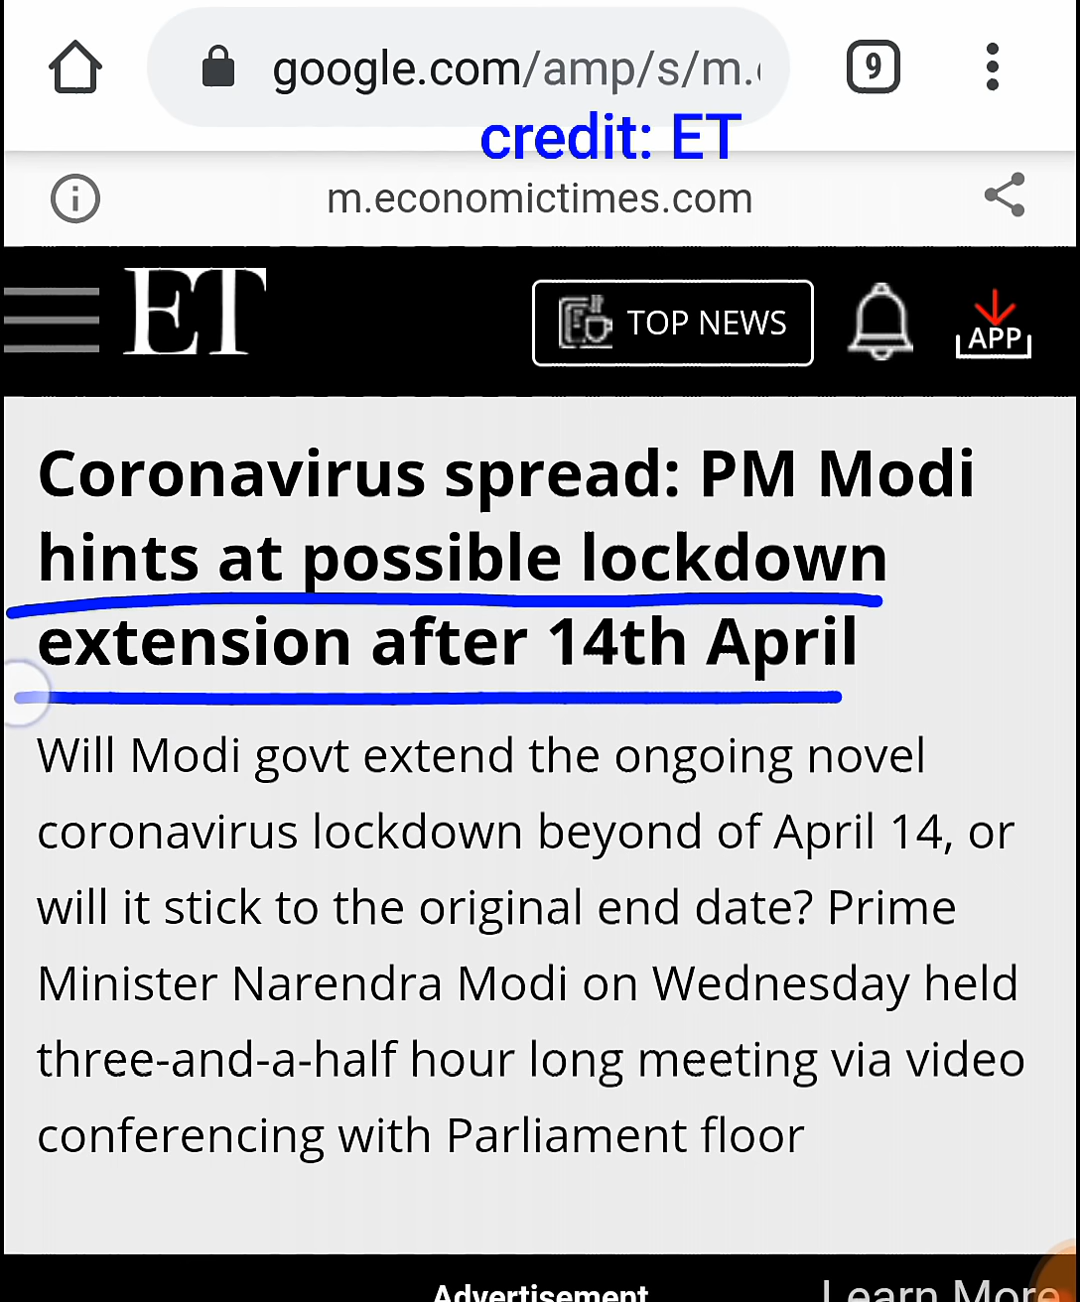 google.com/amp/s/m.
9
credit: ET
m.economictimes.com
ET
TOP NEWS
APP
Coronavirus spread: PM Modi
hints at possible lockdown
extension after 14th April
Will Modi govt extend the ongoing novel
coronavirus lockdown beyond of April 14, or
will it stick to the original end date? Prime
Minister Narendra Modi on Wednesday held
three-and-a-half hour long meeting via video
conferencing with Parliament floor
Advertisement
Learn More